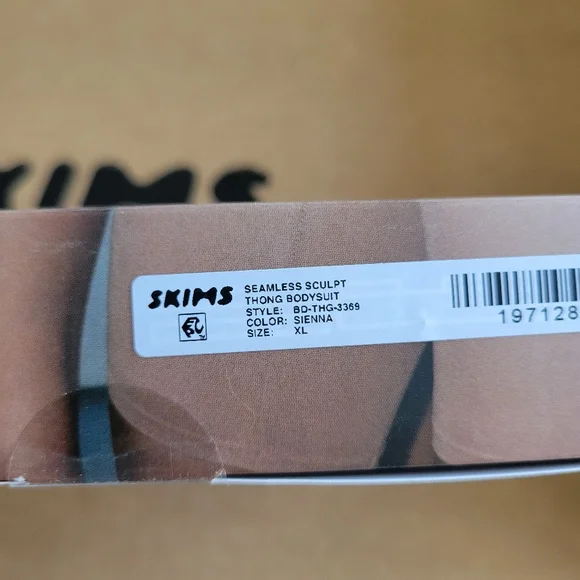 SKIMS
SKIMS
SEAMLESS SCULPT
THONG BODYSUIT
STYLE: BD-THG-3369
COLOR: SIENNA
SIZE: XL
197128